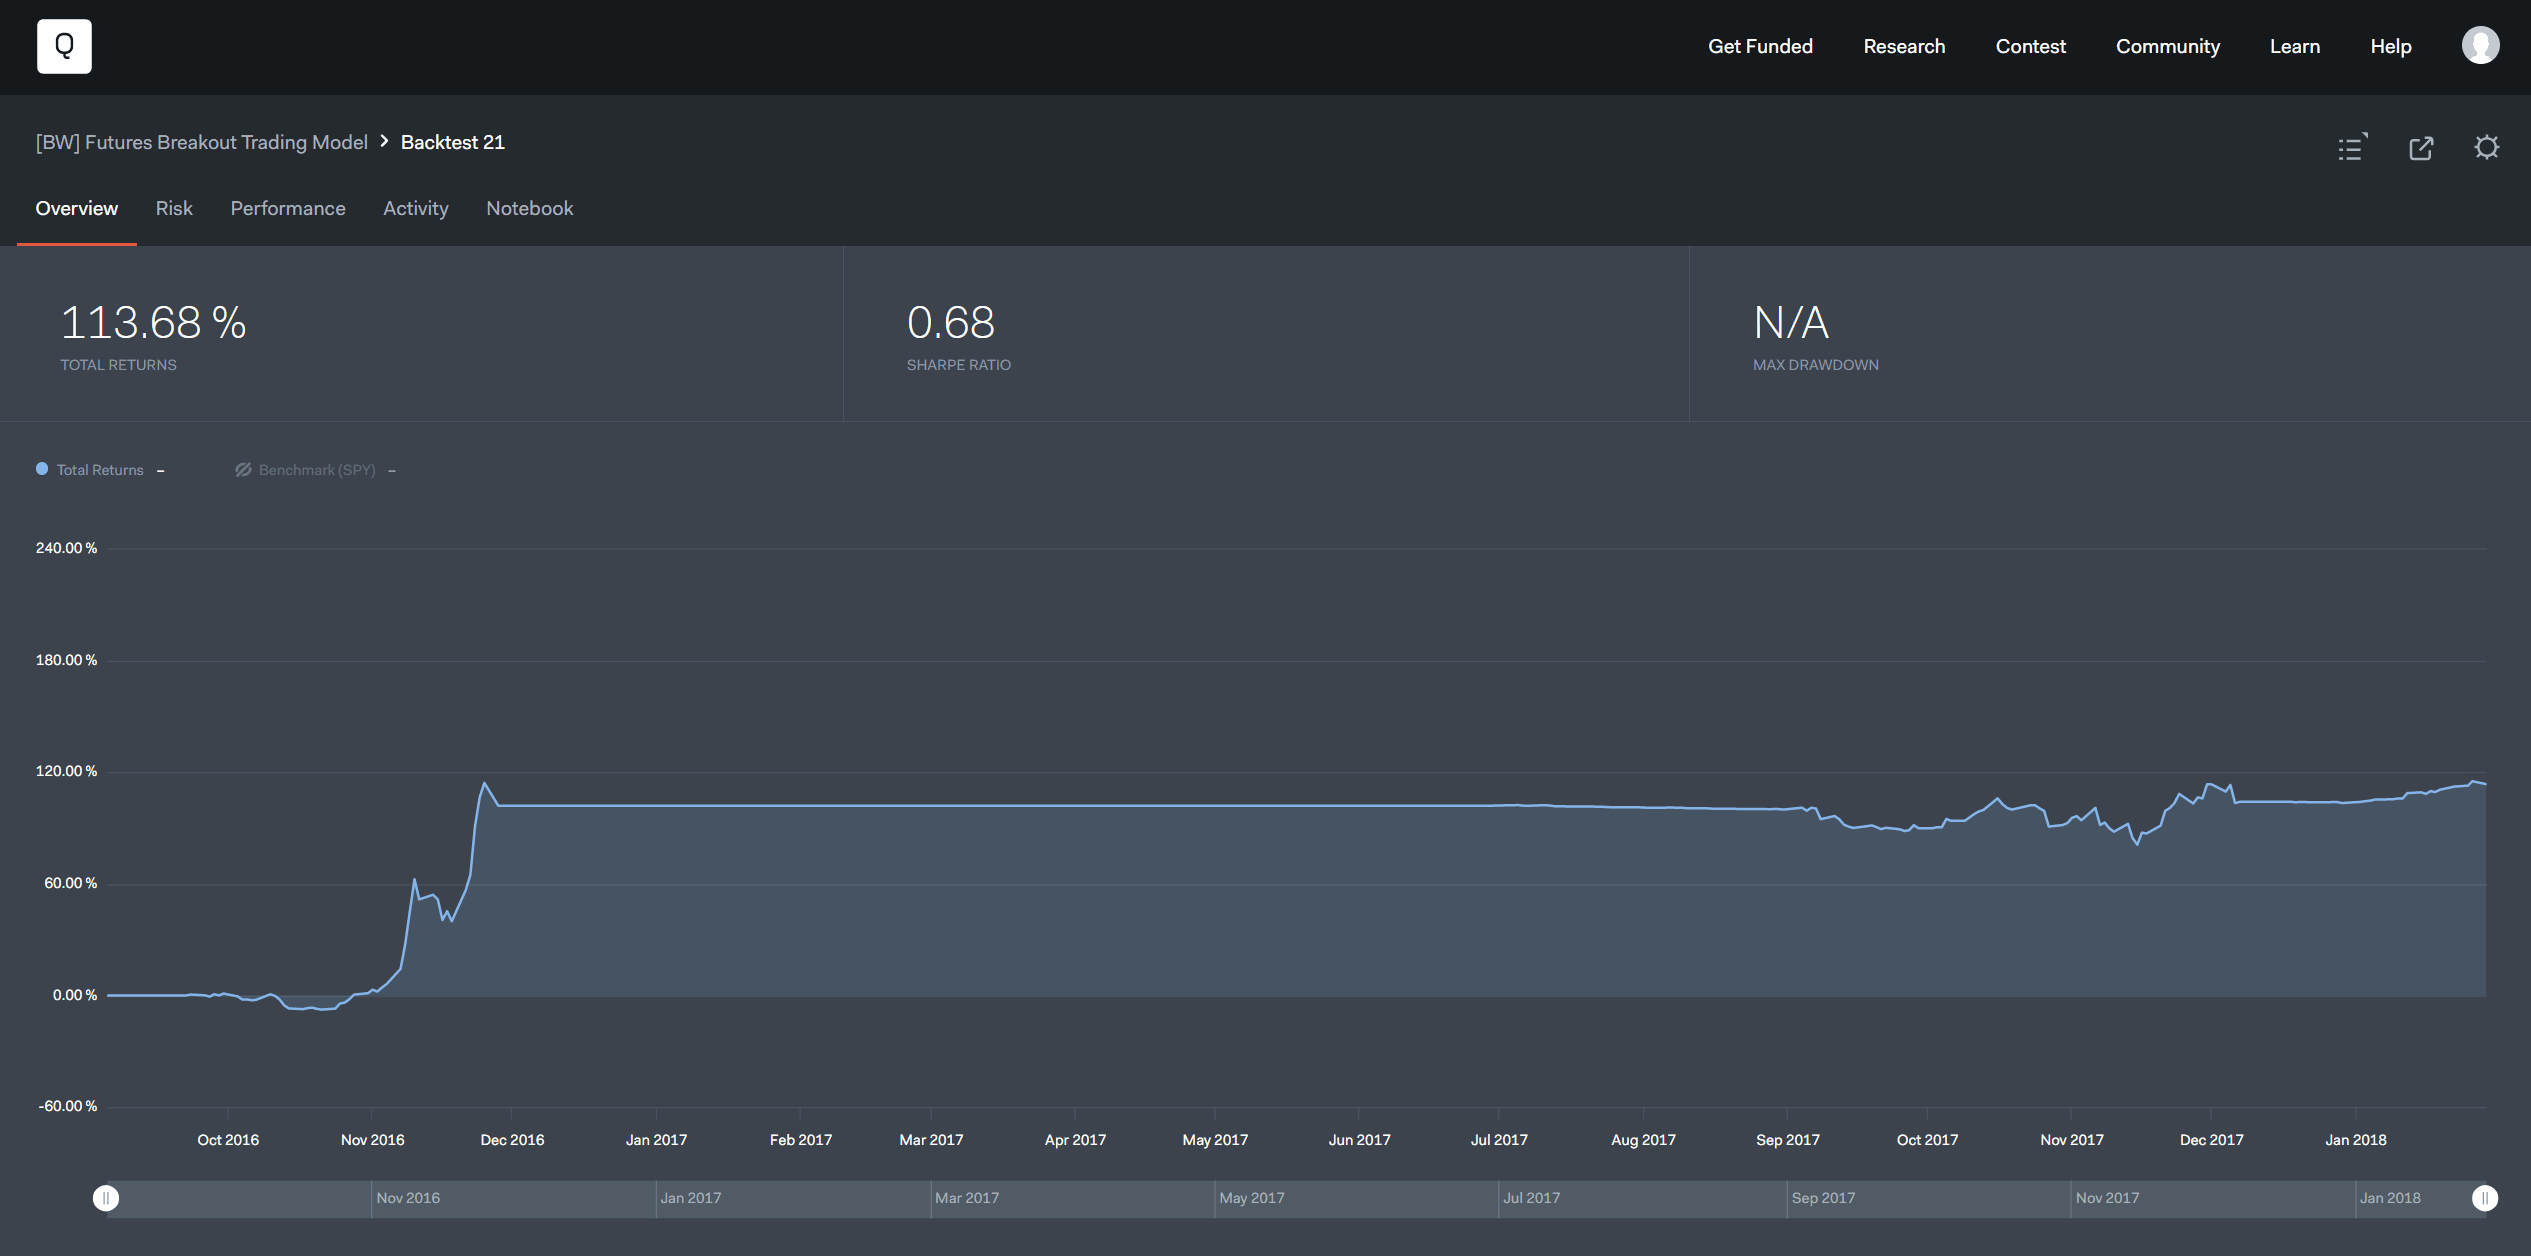 Q
Get Funded Research Contest Community Learn Help
[BW] Futures Breakout Trading Model > Backtest 21
Overview Risk Performance Activity Notebook
113.68 % 0.68 N/A
TOTAL RETURNS SHARPE RATIO MAX DRAWDOWN
Total Returns – Benchmark (SPY) –
240.00 %
180.00 %
120.00 %
60.00 %
0.00 %
-60.00 %
Oct 2016 Nov 2016 Dec 2016 Jan 2017 Feb 2017 Mar 2017 Apr 2017 May 2017 Jun 2017 Jul 2017 Aug 2017 Sep 2017 Oct 2017 Nov 2017 Dec 2017 Jan 2018
Nov 2016 Jan 2017 Mar 2017 May 2017 Jul 2017 Sep 2017 Nov 2017 Jan 2018